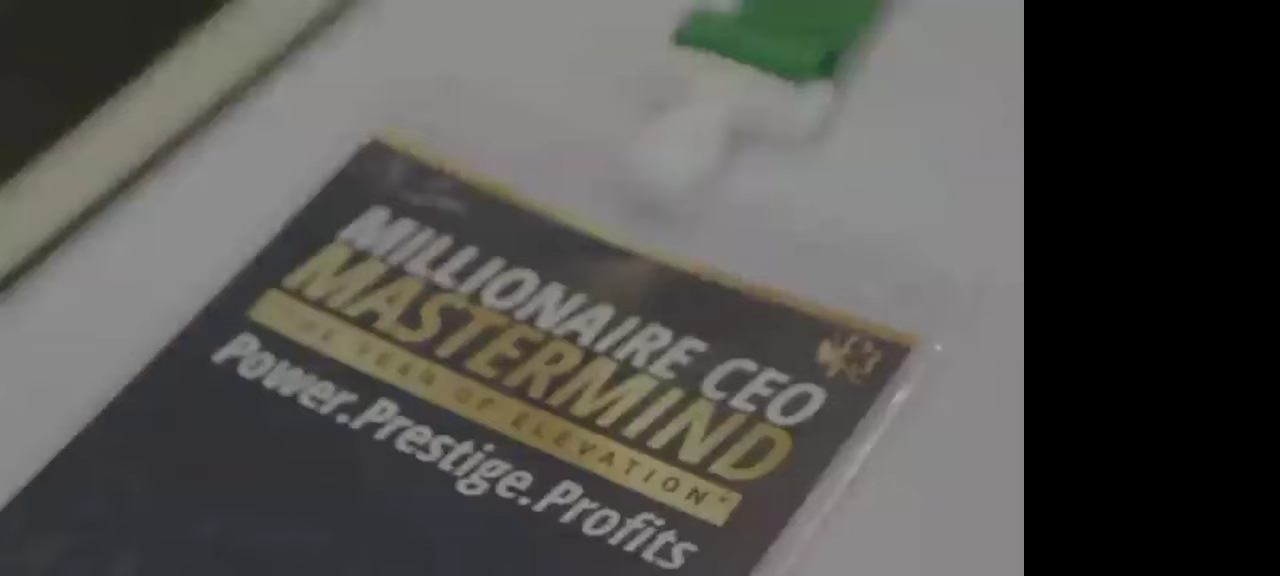 MILLIONAIRE CEO
MASTERMIND
THE YEAR OF ELEVATION
Power.Prestige.Profits